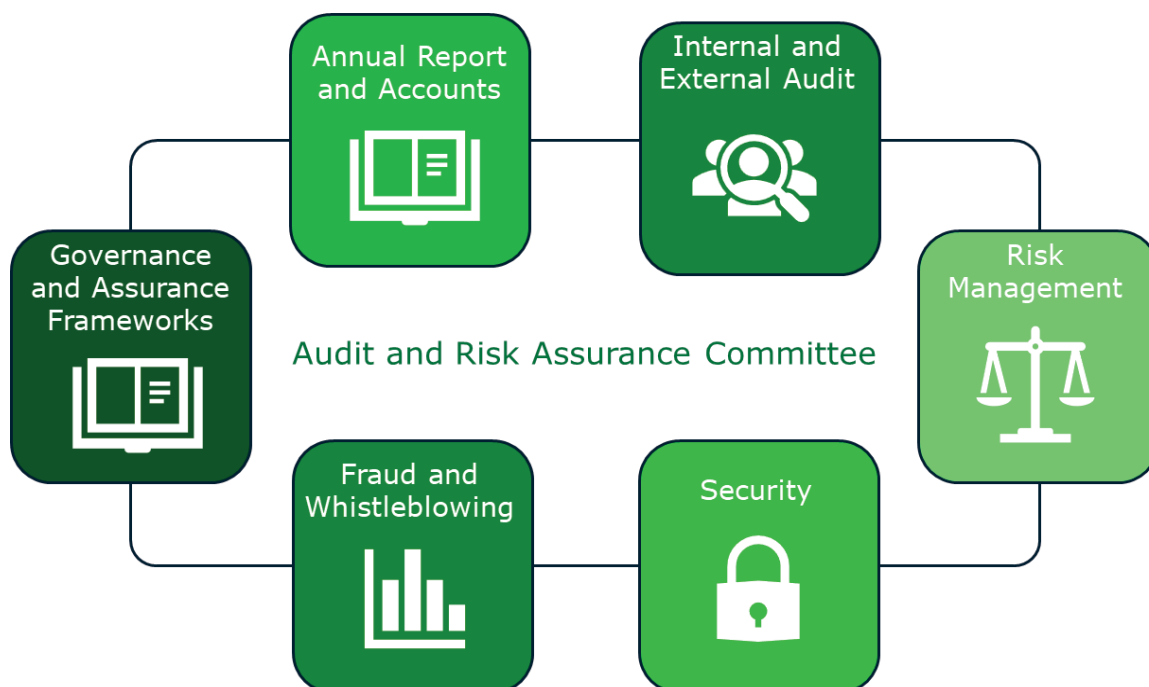 Annual Report
and Accounts
Internal and
External Audit
Governance
and Assurance
Frameworks
Risk
Management
Audit and Risk Assurance Committee
Fraud and
Whistleblowing
Security